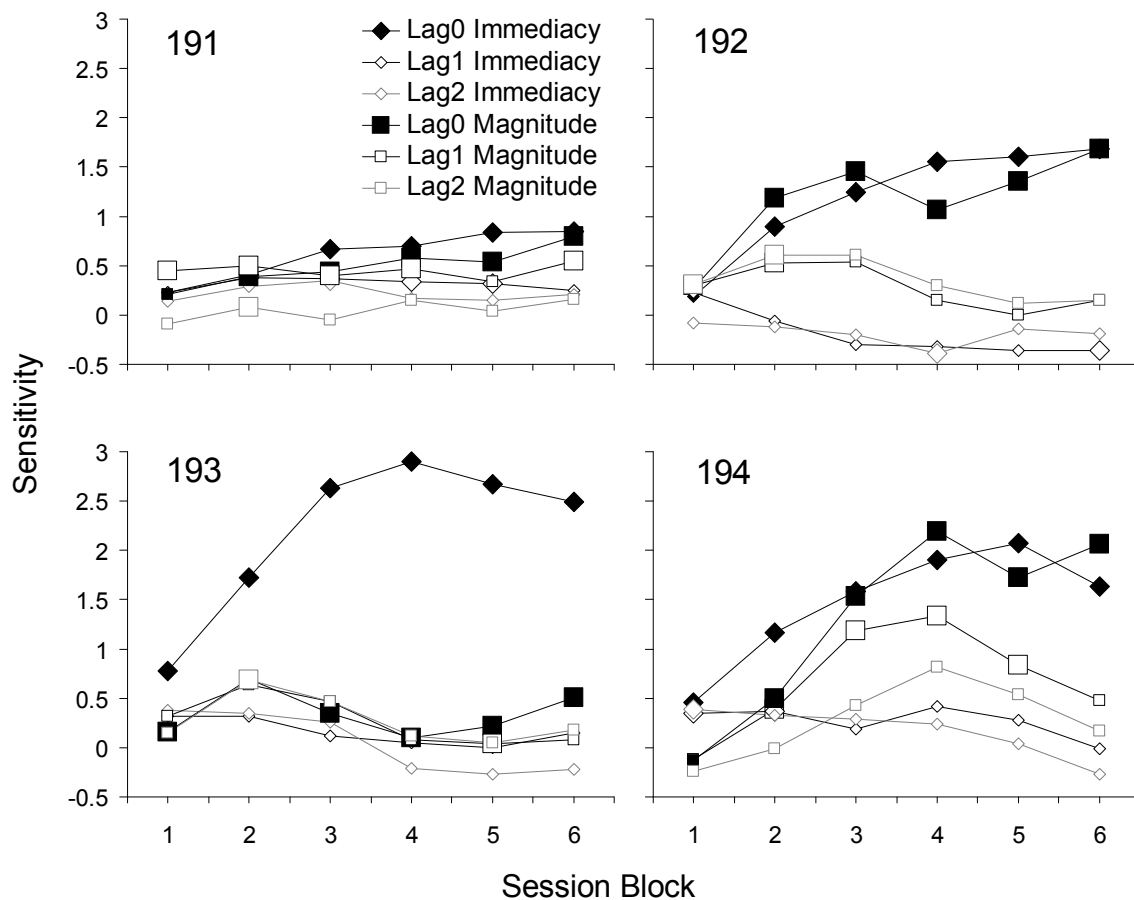 191
Lag0 Immediacy
Lag1 Immediacy
Lag2 Immediacy
Lag0 Magnitude
Lag1 Magnitude
Lag2 Magnitude
3
2.5
2
1.5
1
0.5
0
-0.5
192
Sensitivity
193
3
2.5
2
1.5
1
0.5
0
-0.5
194
1 2 3 4 5 6
1 2 3 4 5 6
Session Block